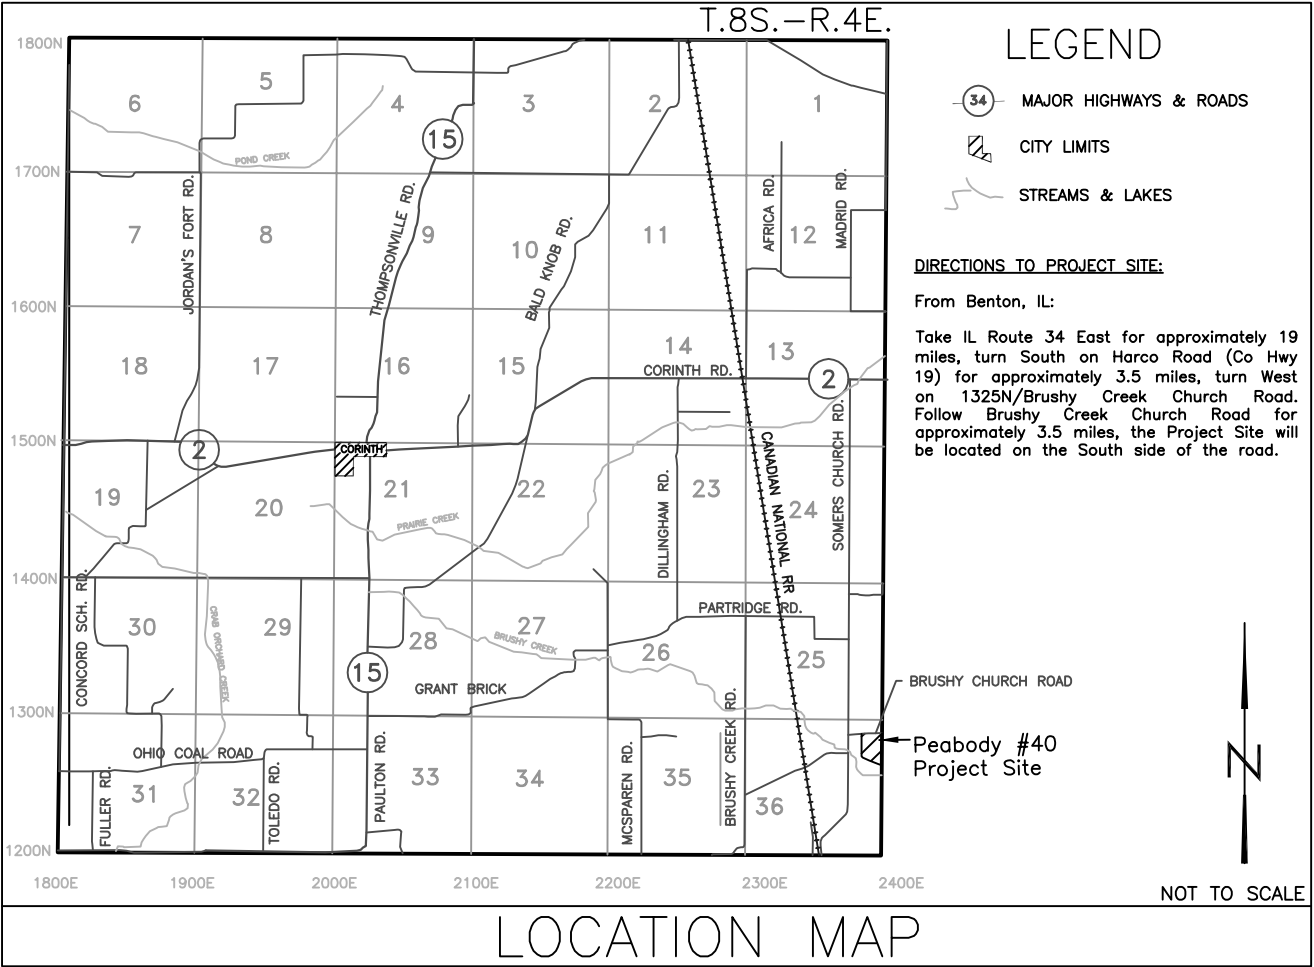 T.8S.-R.4E.
1800N
6
5
4
3
2
1
15
POND CREEK
1700N
JORDAN'S FORT RD.
THOMPSONVILLE RD.
BALD KNOB RD.
AFRICA RD.
MADRID RD.
7
8
9
10
11
12
1600N
18
17
16
15
14
13
CORINTH RD.
2
1500N
2
CORINTH
CANADIAN NATIONAL RR
SOMERS CHURCH RD.
DILLINGHAM RD.
19
20
21
22
23
24
PRAIRIE CREEK
1400N
CONCORD SCH. RD.
CRAB ORCHARD CREEK
PARTRIDGE RD.
30
29
28
27
26
25
BRUSHY CREEK
15
GRANT BRICK
1300N
OHIO COAL ROAD
FULLER RD.
TOLEDO RD.
PAULTON RD.
MCSPAREN RD.
BRUSHY CREEK RD.
31
32
33
34
35
36
1200N
1800E
1900E
2000E
2100E
2200E
2300E
2400E
LEGEND
34
MAJOR HIGHWAYS & ROADS
CITY LIMITS
STREAMS & LAKES
DIRECTIONS TO PROJECT SITE:
From Benton, IL:
Take IL Route 34 East for approximately 19
miles, turn South on Harco Road (Co Hwy
19) for approximately 3.5 miles, turn West
on 1325N/Brushy Creek Church Road.
Follow Brushy Creek Church Road for
approximately 3.5 miles, the Project Site will
be located on the South side of the road.
BRUSHY CHURCH ROAD
Peabody #40
Project Site
N
NOT TO SCALE
LOCATION MAP